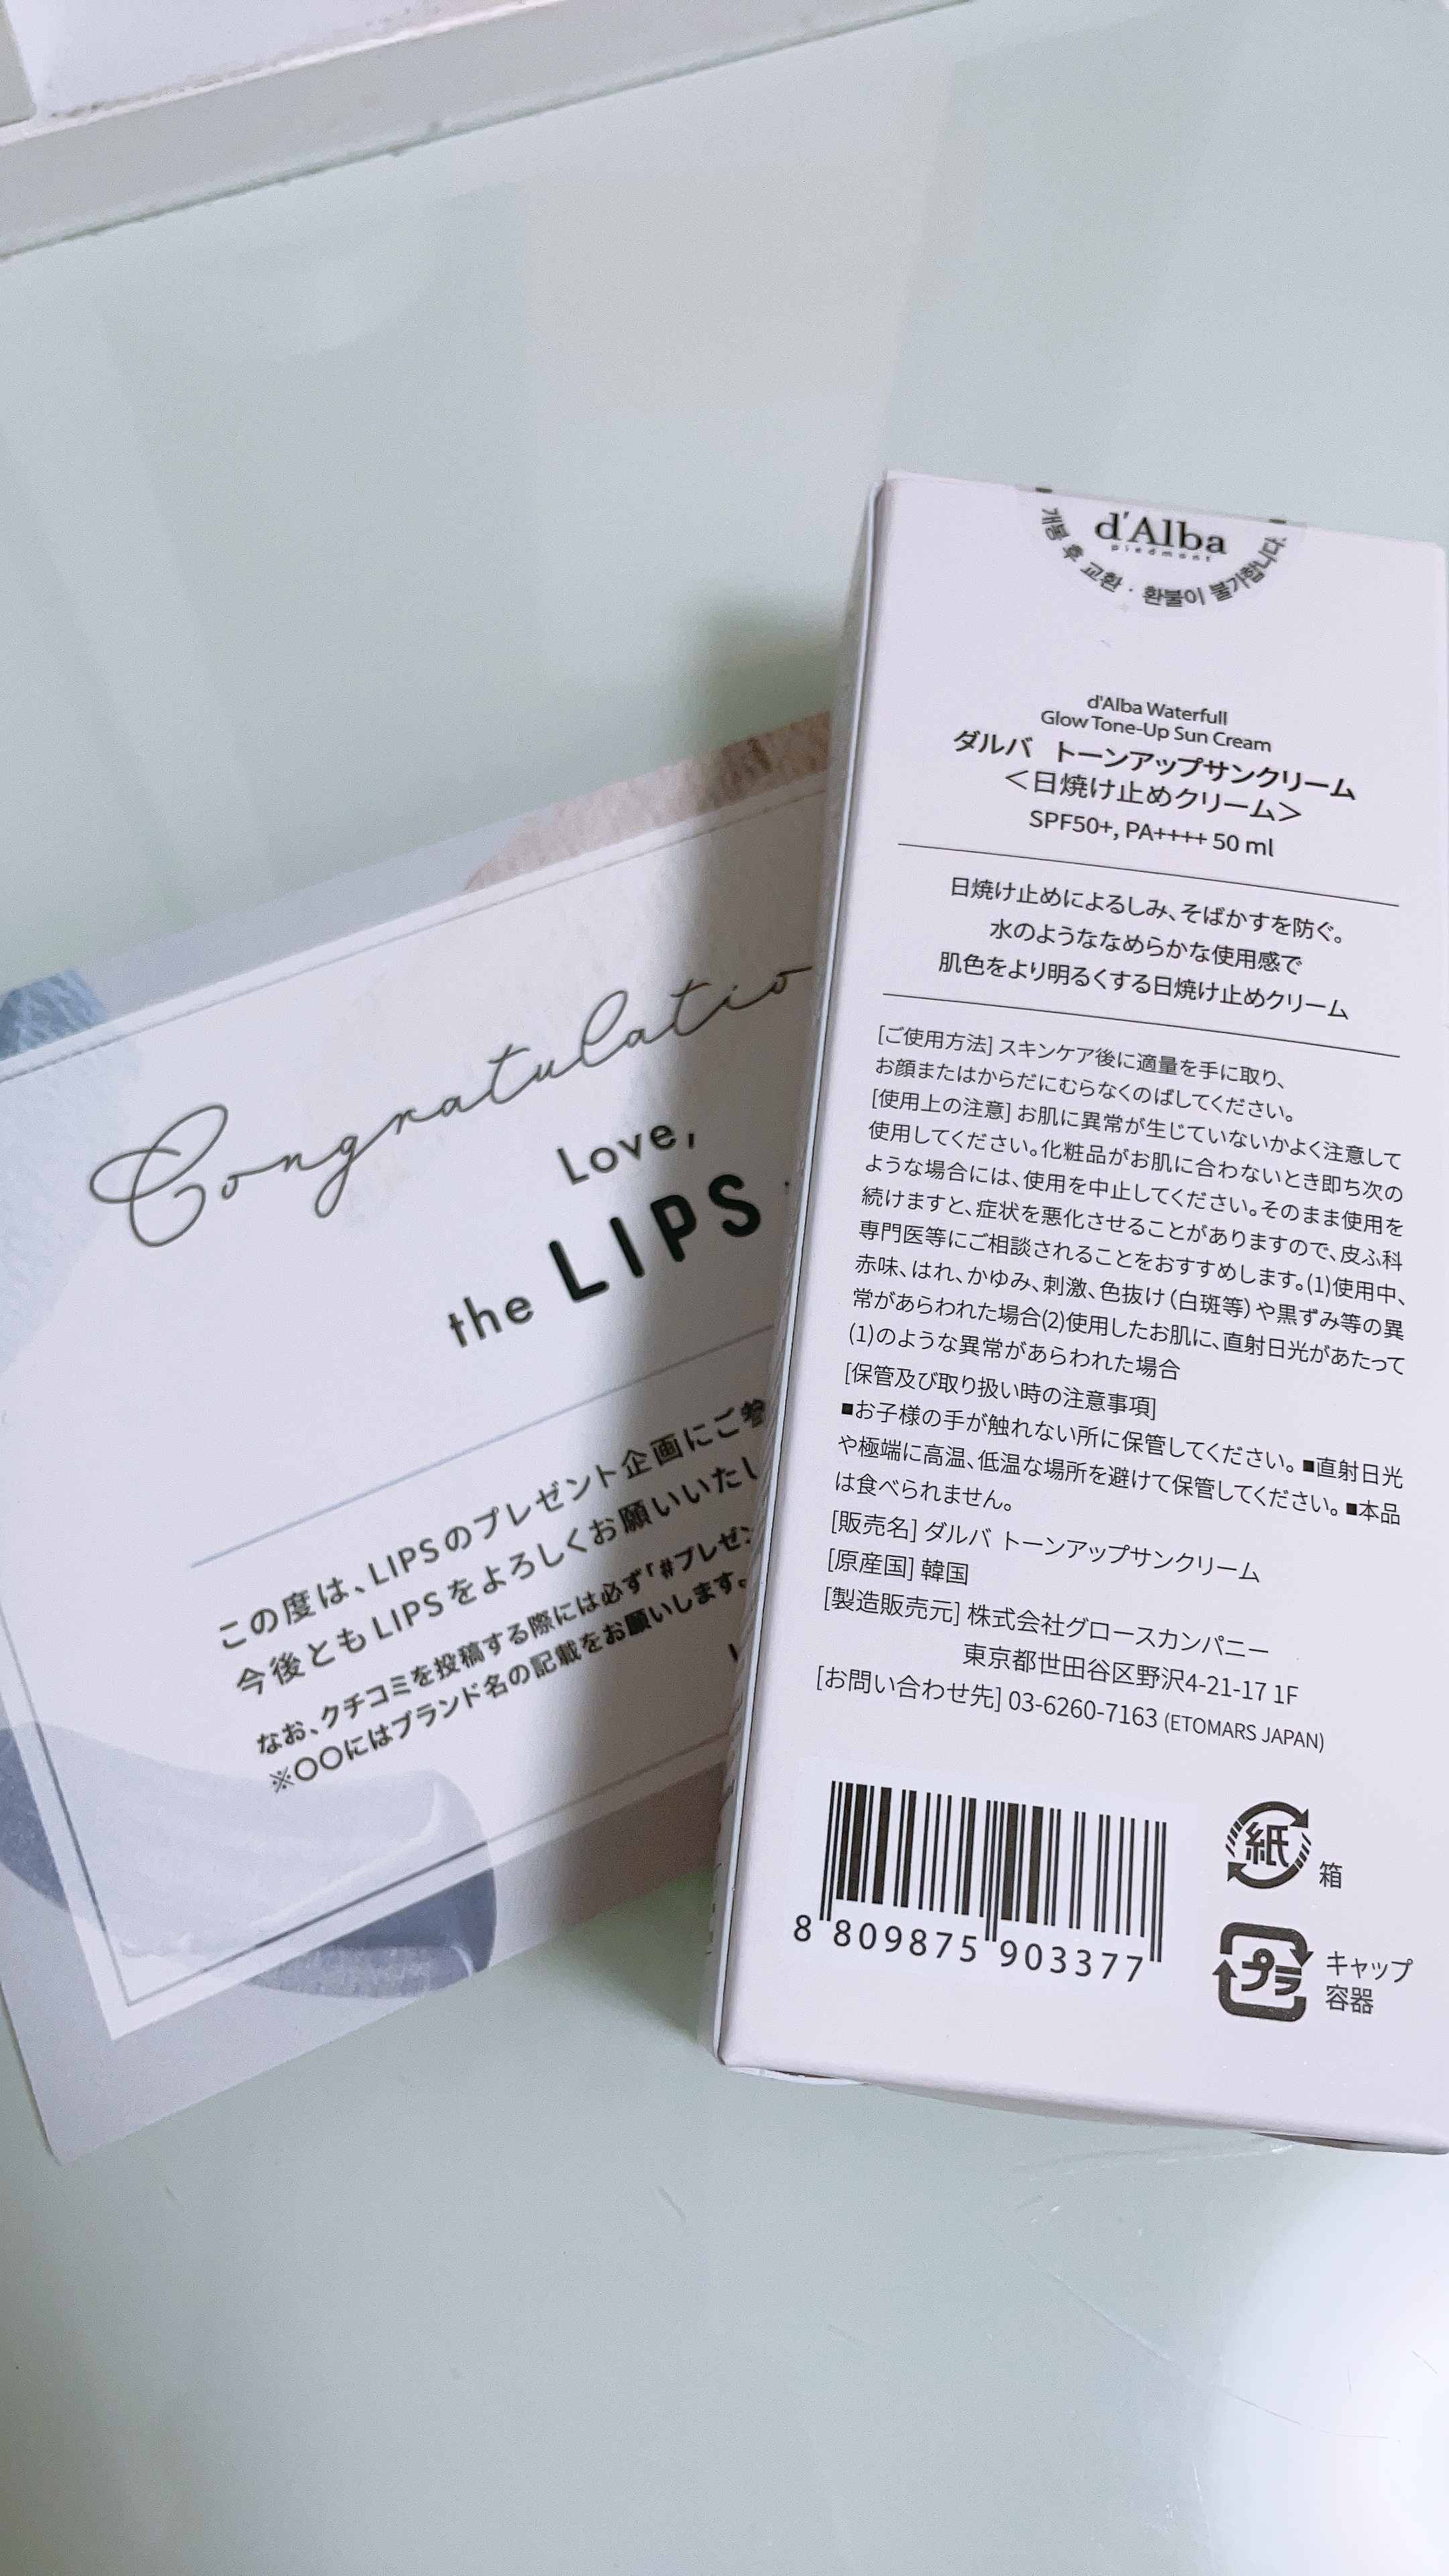 Congratulatio
Love,
the LIPS
この度は、LIPSのプレゼント企画にご参
今後ともLIPSをよろしくお願いいたし
なお、クチコミを投稿する際には必ず「#プレゼン
※〇〇にはブランド名の記載をお願いします。
d'Alba
piedmont
개봉 후 교환・환불이 불가합니다.
d'Alba Waterfull
Glow Tone-Up Sun Cream
ダルバ トーンアップサンクリーム
＜日焼け止めクリーム＞
SPF50+, PA++++ 50 ml
日焼け止めによるしみ、そばかすを防ぐ。
水のようななめらかな使用感で
肌色をより明るくする日焼け止めクリーム
[ご使用方法] スキンケア後に適量を手に取り、
お顔またはからだにむらなくのばしてください。
[使用上の注意] お肌に異常が生じていないかよく注意して
使用してください。化粧品がお肌に合わないとき即ち次の
ような場合には、使用を中止してください。そのまま使用を
続けますと、症状を悪化させることがありますので、皮ふ科
専門医等にご相談されることをおすすめします。(1)使用中、
赤味、はれ、かゆみ、刺激、色抜け（白斑等）や黒ずみ等の異
常があらわれた場合(2)使用したお肌に、直射日光があたって
(1)のような異常があらわれた場合
[保管及び取り扱い時の注意事項]
■お子様の手が触れない所に保管してください。■直射日光
や極端に高温、低温な場所を避けて保管してください。■本品
は食べられません。
[販売名] ダルバ トーンアップサンクリーム
[原産国] 韓国
[製造販売元] 株式会社グロースカンパニー
東京都世田谷区野沢4-21-17 1F
[お問い合わせ先] 03-6260-7163 (ETOMARS JAPAN)
8 809875 903377
紙 箱
プラ キャップ
容器